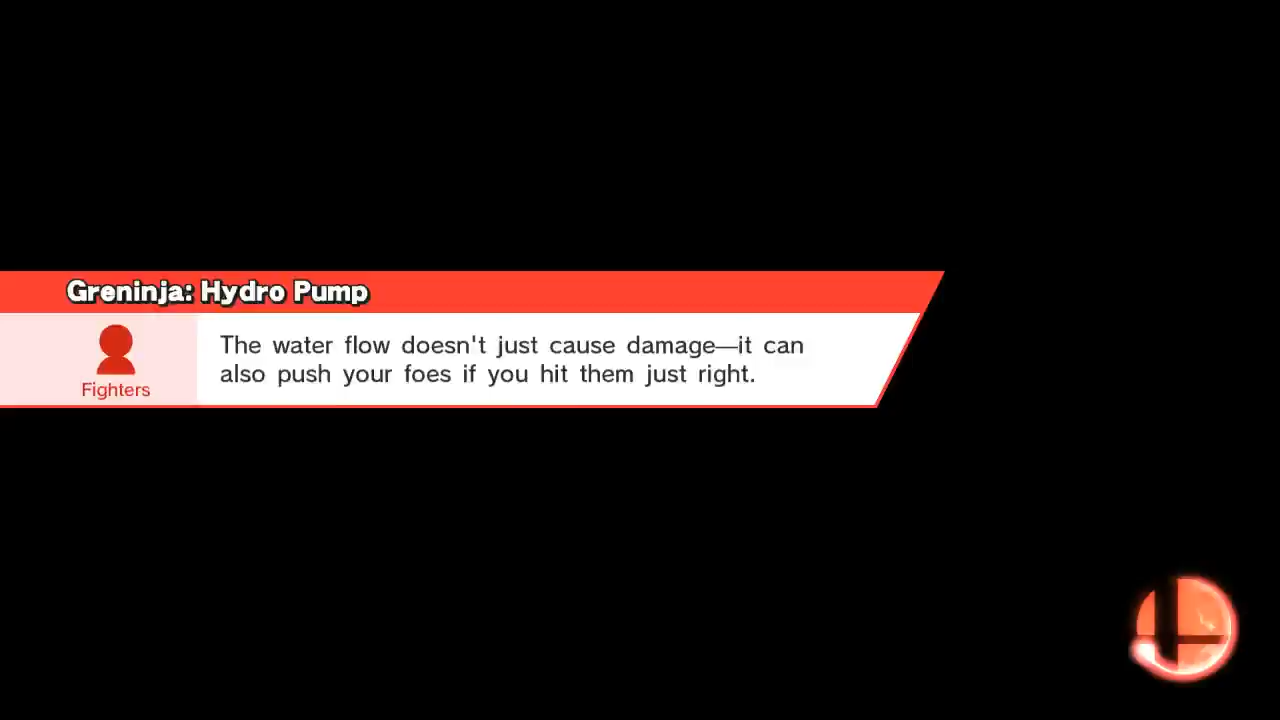 Greninja: Hydro Pump
Fighters
The water flow doesn't just cause damage—it can
also push your foes if you hit them just right.